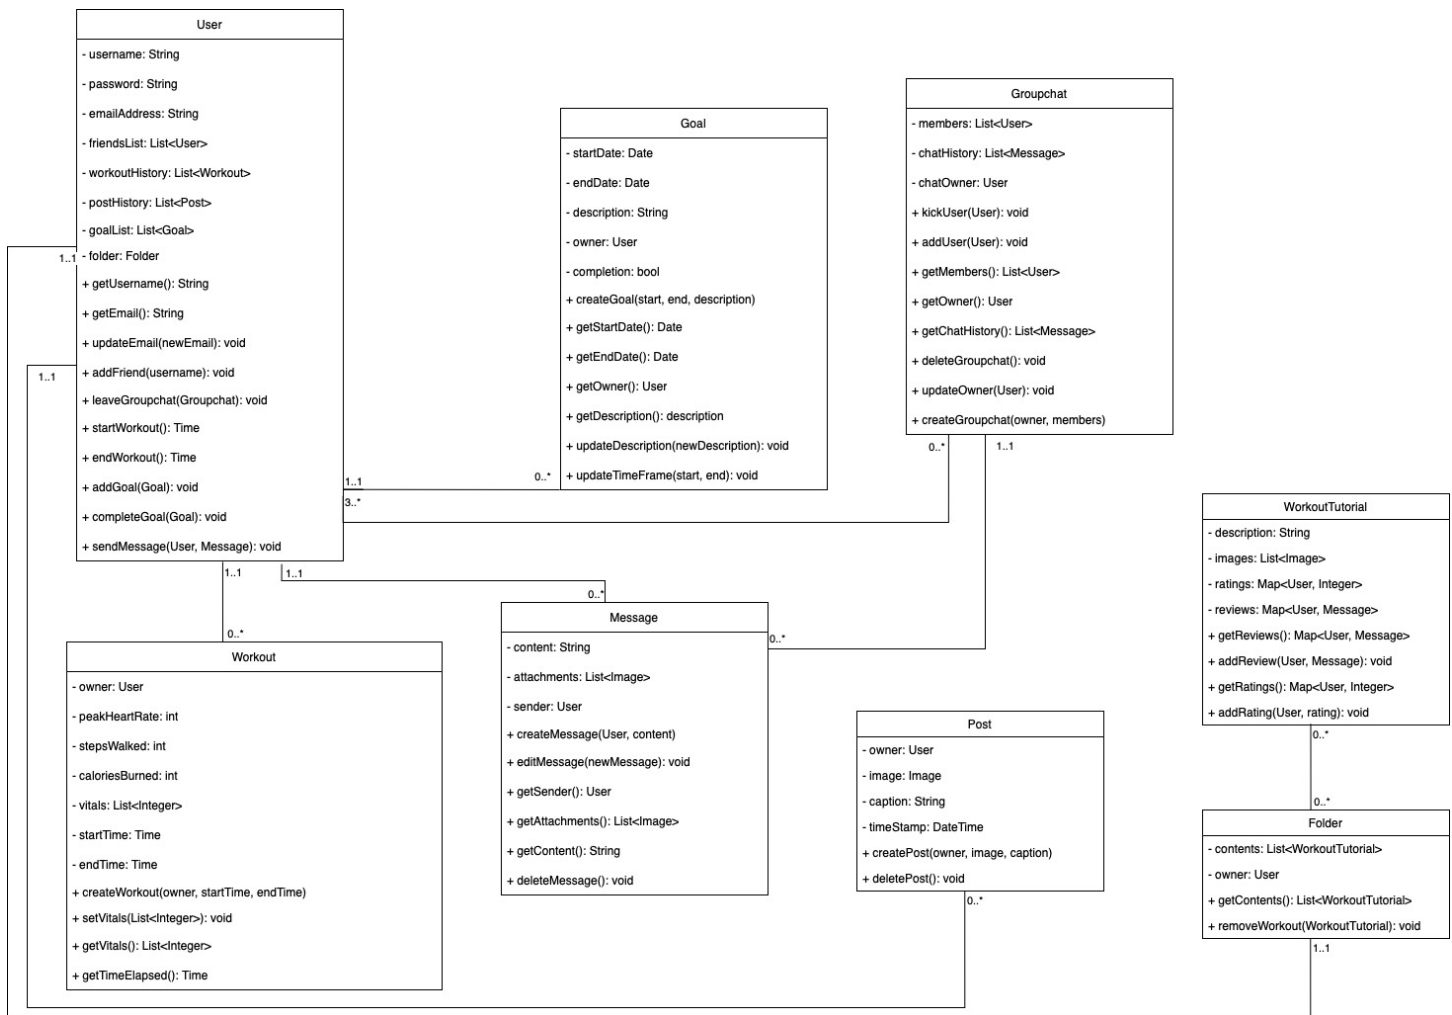 User
- username: String
- password: String
- emailAddress: String
- friendsList: List<User>
- workoutHistory: List<Workout>
- postHistory: List<Post>
- goalList: List<Goal>
- folder: Folder
+ getUsername(): String
+ getEmail(): String
+ updateEmail(newEmail): void
+ addFriend(username): void
+ leaveGroupchat(Groupchat): void
+ startWorkout(): Time
+ endWorkout(): Time
+ addGoal(Goal): void
+ completeGoal(Goal): void
+ sendMessage(User, Message): void
1..1
1..1
1..1
3..*
1..1
1..1
Goal
- startDate: Date
- endDate: Date
- description: String
- owner: User
- completion: bool
+ createGoal(start, end, description)
+ getStartDate(): Date
+ getEndDate(): Date
+ getOwner(): User
+ getDescription(): description
+ updateDescription(newDescription): void
+ updateTimeFrame(start, end): void
0..*
Groupchat
- members: List<User>
- chatHistory: List<Message>
- chatOwner: User
+ kickUser(User): void
+ addUser(User): void
+ getMembers(): List<User>
+ getOwner(): User
+ getChatHistory(): List<Message>
+ deleteGroupchat(): void
+ updateOwner(User): void
+ createGroupchat(owner, members)
0..*
1..1
0..*
Workout
- owner: User
- peakHeartRate: int
- stepsWalked: int
- caloriesBurned: int
- vitals: List<Integer>
- startTime: Time
- endTime: Time
+ createWorkout(owner, startTime, endTime)
+ setVitals(List<Integer>): void
+ getVitals(): List<Integer>
+ getTimeElapsed(): Time
0..*
Message
0..*
- content: String
- attachments: List<Image>
- sender: User
+ createMessage(User, content)
+ editMessage(newMessage): void
+ getSender(): User
+ getAttachments(): List<Image>
+ getContent(): String
+ deleteMessage(): void
Post
- owner: User
- image: Image
- caption: String
- timeStamp: DateTime
+ createPost(owner, image, caption)
+ deletePost(): void
0..*
WorkoutTutorial
- description: String
- images: List<Image>
- ratings: Map<User, Integer>
- reviews: Map<User, Message>
+ getReviews(): Map<User, Message>
+ addReview(User, Message): void
+ getRatings(): Map<User, Integer>
+ addRating(User, rating): void
0..*
0..*
Folder
- contents: List<WorkoutTutorial>
- owner: User
+ getContents(): List<WorkoutTutorial>
+ removeWorkout(WorkoutTutorial): void
1..1